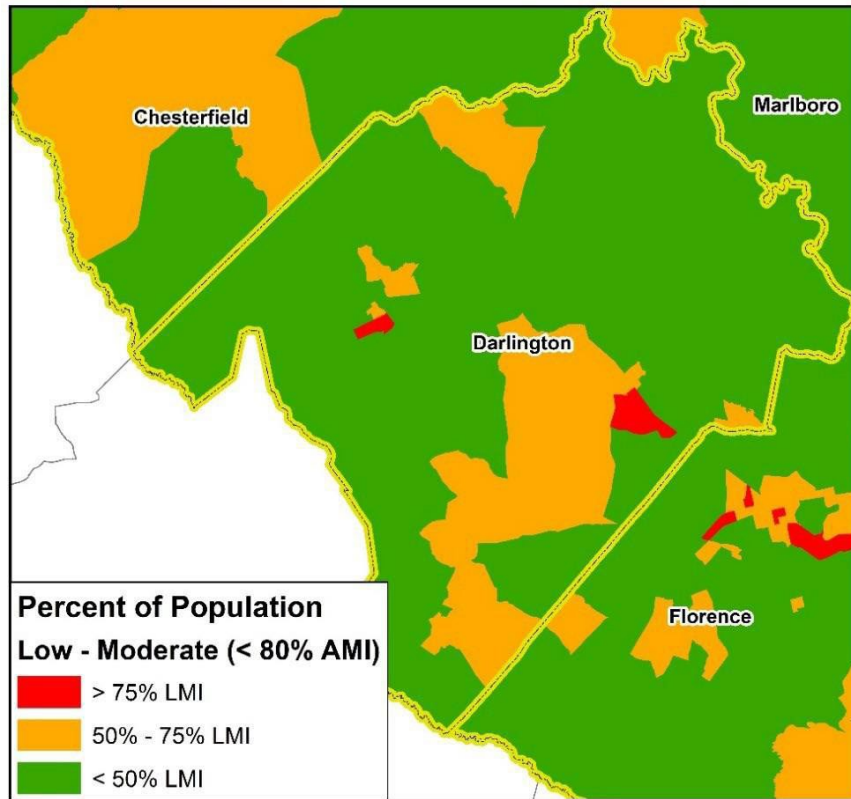 Chesterfield
Marlboro
Darlington
Florence
Percent of Population
Low - Moderate (< 80% AMI)
> 75% LMI
50% - 75% LMI
< 50% LMI